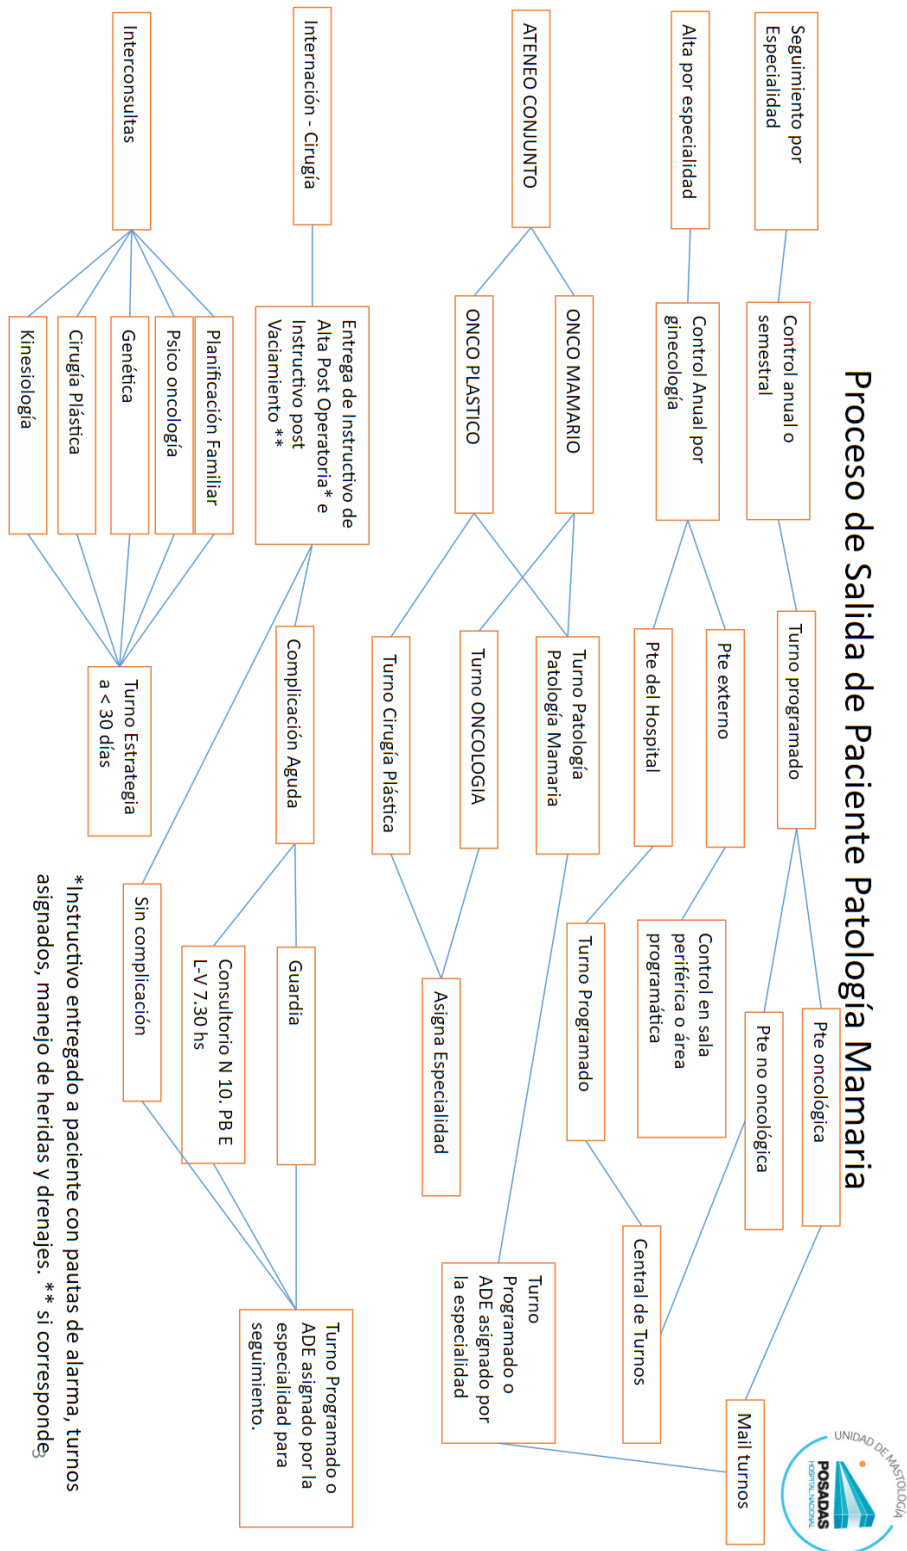 Proceso de Salida de Paciente Patología Mamaria
UNIDAD DE MASTOLOGÍA
POSADAS
HOSPITAL NACIONAL
Seguimiento por
Especialidad
Control anual o
semestral
Turno programado
Pte oncológica
Pte no oncológica
Mail turnos
Alta por especialidad
Control Anual por
ginecología
Pte externo
Pte del Hospital
Control en sala
periférica o área
programática
Turno Programado
Central de Turnos
ATENEO CONJUNTO
ONCO MAMARIO
ONCO PLASTICO
Turno Patología
Patología Mamaria
Turno ONCOLOGIA
Turno Cirugía Plástica
Asigna Especialidad
Turno
Programado o
ADE asignado por
la especialidad
Internación - Cirugía
Entrega de Instructivo de
Alta Post Operatoria* e
Instructivo post
Vaciamiento **
Complicación Aguda
Guardia
Consultorio N 10. PB E
L-V 7.30 hs
Sin complicación
Turno Programado o
ADE asignado por la
especialidad para
seguimiento.
Interconsultas
Planificación Familiar
Psico oncología
Genética
Cirugía Plástica
Kinesiología
Turno Estrategia
a < 30 días
*Instructivo entregado a paciente con pautas de alarma, turnos
asignados, manejo de heridas y drenajes. ** si corresponde
3